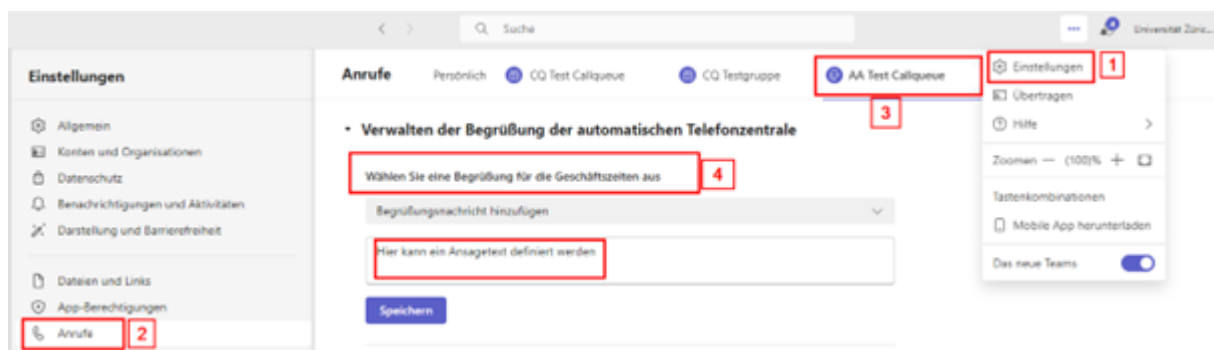 Suche
Universität Züric...
Einstellungen
Allgemein
Konten und Organisationen
Datenschutz
Benachrichtigungen und Aktivitäten
Darstellung und Barrierefreiheit
Dateien und Links
App-Berechtigungen
Anrufe 2
Anrufe Persönlich CQ Test Callqueue CQ Testgruppe AA Test Callqueue
3
Verwalten der Begrüßung der automatischen Telefonzentrale
Wählen Sie eine Begrüßung für die Geschäftszeiten aus 4
Begrüßungsnachricht hinzufügen
Hier kann ein Ansagetext definiert werden
Speichern
Einstellungen 1
Übertragen
Hilfe
Zoomen — (100)% +
Tastenkombinationen
Mobile App herunterladen
Das neue Teams